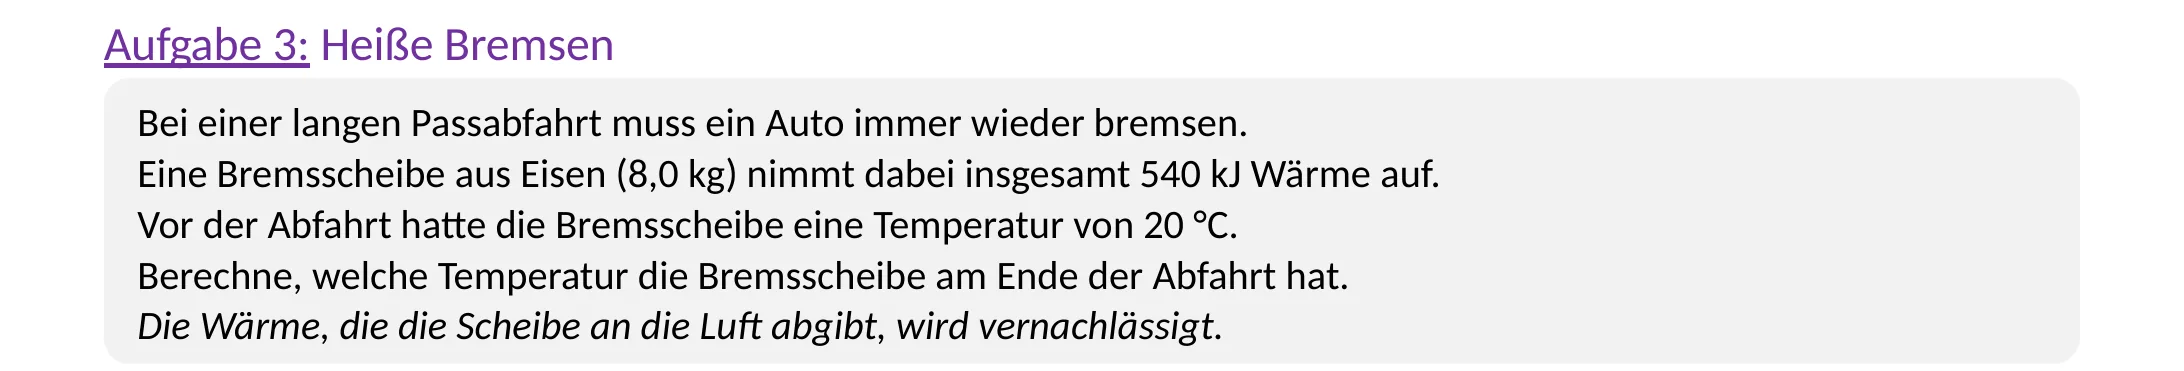 Aufgabe 3: Heiße Bremsen
Bei einer langen Passabfahrt muss ein Auto immer wieder bremsen.
Eine Bremsscheibe aus Eisen (8,0 kg) nimmt dabei insgesamt 540 kJ Wärme auf.
Vor der Abfahrt hatte die Bremsscheibe eine Temperatur von 20 °C.
Berechne, welche Temperatur die Bremsscheibe am Ende der Abfahrt hat.
Die Wärme, die die Scheibe an die Luft abgibt, wird vernachlässigt.